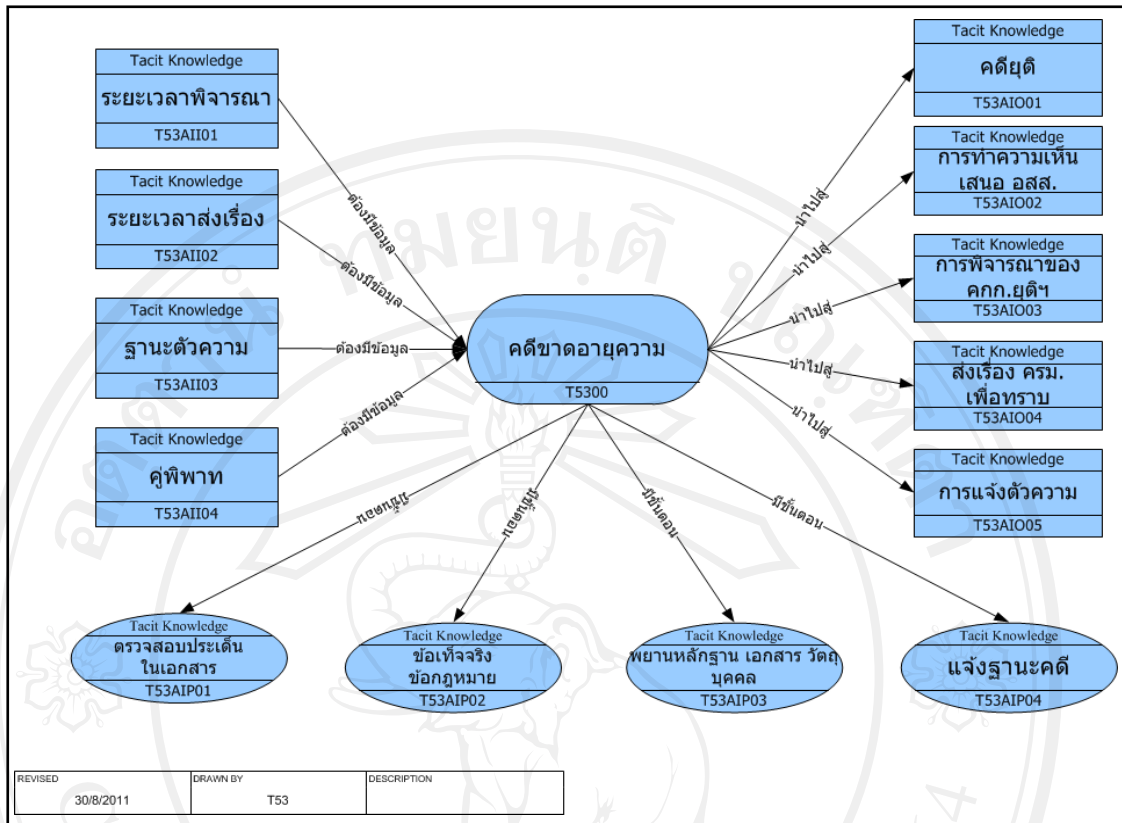 Tacit Knowledge
ระยะเวลาพิจารณา
T53AII01
Tacit Knowledge
ระยะเวลาส่งเรื่อง
T53AII02
Tacit Knowledge
ฐานะตัวความ
T53AII03
Tacit Knowledge
คู่พิพาท
T53AII04
ต้องมีข้อมูล
ต้องมีข้อมูล
ต้องมีข้อมูล
ต้องมีข้อมูล
คดีขาดอายุความ
T5300
นำไปสู่
นำไปสู่
นำไปสู่
นำไปสู่
นำไปสู่
Tacit Knowledge
คดียุติ
T53AIO01
Tacit Knowledge
การทำความเห็น
เสนอ อสส.
T53AIO02
Tacit Knowledge
การพิจารณาของ
คกก.ยุติฯ
T53AIO03
Tacit Knowledge
ส่งเรื่อง ครม.
เพื่อทราบ
T53AIO04
Tacit Knowledge
การแจ้งตัวความ
T53AIO05
มีขั้นตอน
มีขั้นตอน
มีขั้นตอน
มีขั้นตอน
Tacit Knowledge
ตรวจสอบประเด็น
ในเอกสาร
T53AIP01
Tacit Knowledge
ข้อเท็จจริง
ข้อกฎหมาย
T53AIP02
Tacit Knowledge
พยานหลักฐาน เอกสาร วัตถุ
บุคคล
T53AIP03
Tacit Knowledge
แจ้งฐานะคดี
T53AIP04
REVISED
30/8/2011
DRAWN BY
T53
DESCRIPTION